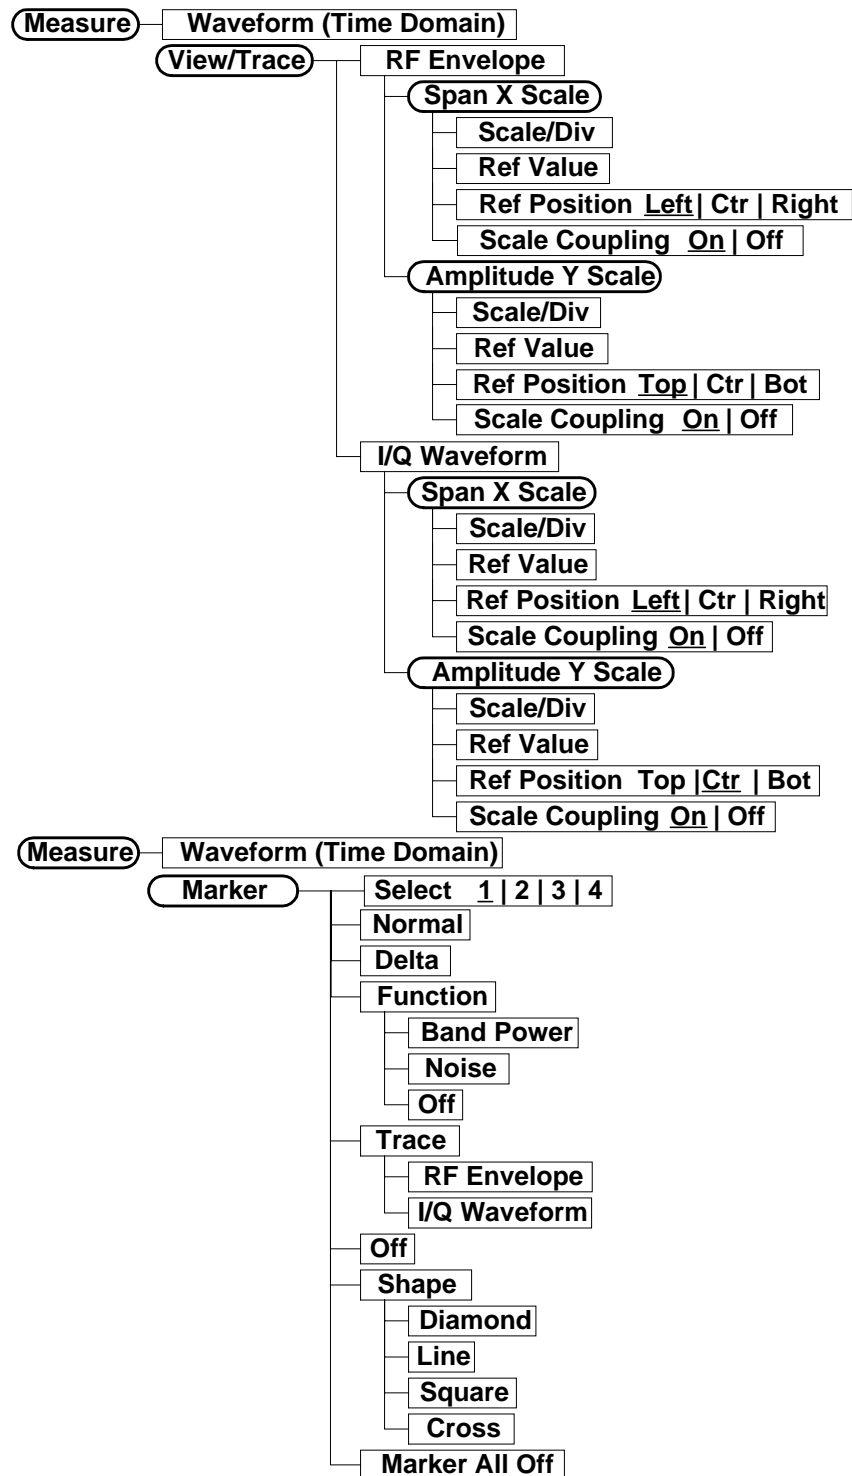 Measure Waveform (Time Domain)
View/Trace RF Envelope
Span X Scale
Scale/Div
Ref Value
Ref Position Left | Ctr | Right
Scale Coupling On | Off
Amplitude Y Scale
Scale/Div
Ref Value
Ref Position Top | Ctr | Bot
Scale Coupling On | Off
I/Q Waveform
Span X Scale
Scale/Div
Ref Value
Ref Position Left | Ctr | Right
Scale Coupling On | Off
Amplitude Y Scale
Scale/Div
Ref Value
Ref Position Top | Ctr | Bot
Scale Coupling On | Off
Measure Waveform (Time Domain)
Marker Select 1 | 2 | 3 | 4
Normal
Delta
Function
Band Power
Noise
Off
Trace
RF Envelope
I/Q Waveform
Off
Shape
Diamond
Line
Square
Cross
Marker All Off